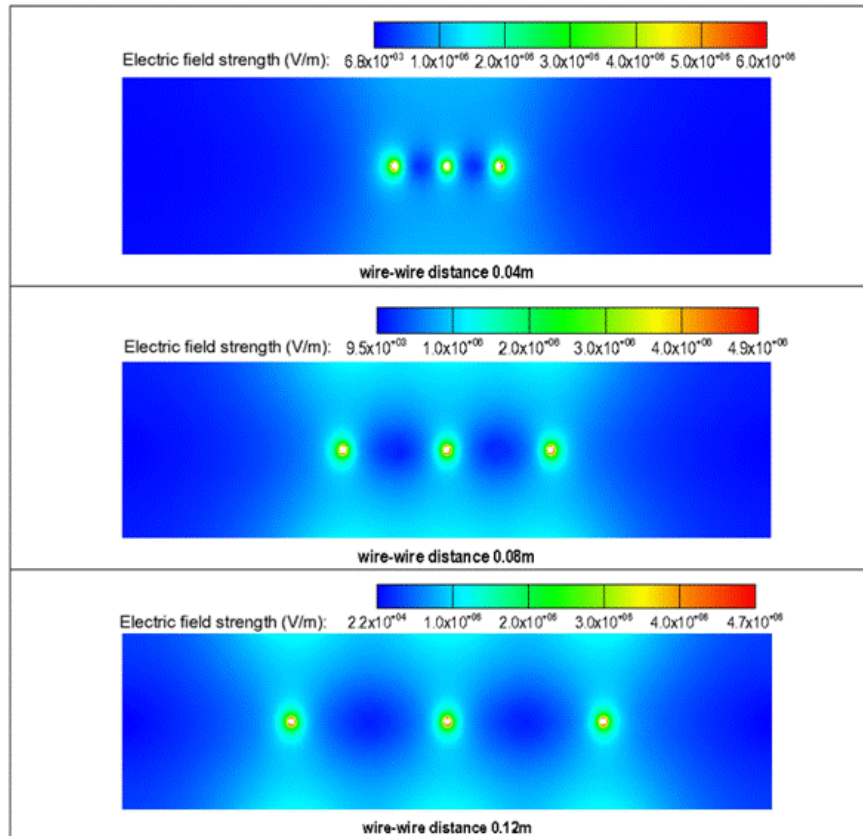 Electric field strength (V/m): 6.8x10⁺⁰³ 1.0x10⁺⁰⁶ 2.0x10⁺⁰⁶ 3.0x10⁺⁰⁶ 4.0x10⁺⁰⁶ 5.0x10⁺⁰⁶ 6.0x10⁺⁰⁶
wire-wire distance 0.04m
Electric field strength (V/m): 9.5x10⁺⁰³ 1.0x10⁺⁰⁶ 2.0x10⁺⁰⁶ 3.0x10⁺⁰⁶ 4.0x10⁺⁰⁶ 4.9x10⁺⁰⁶
wire-wire distance 0.08m
Electric field strength (V/m): 2.2x10⁺⁰⁴ 1.0x10⁺⁰⁶ 2.0x10⁺⁰⁶ 3.0x10⁺⁰⁶ 4.0x10⁺⁰⁶ 4.7x10⁺⁰⁶
wire-wire distance 0.12m